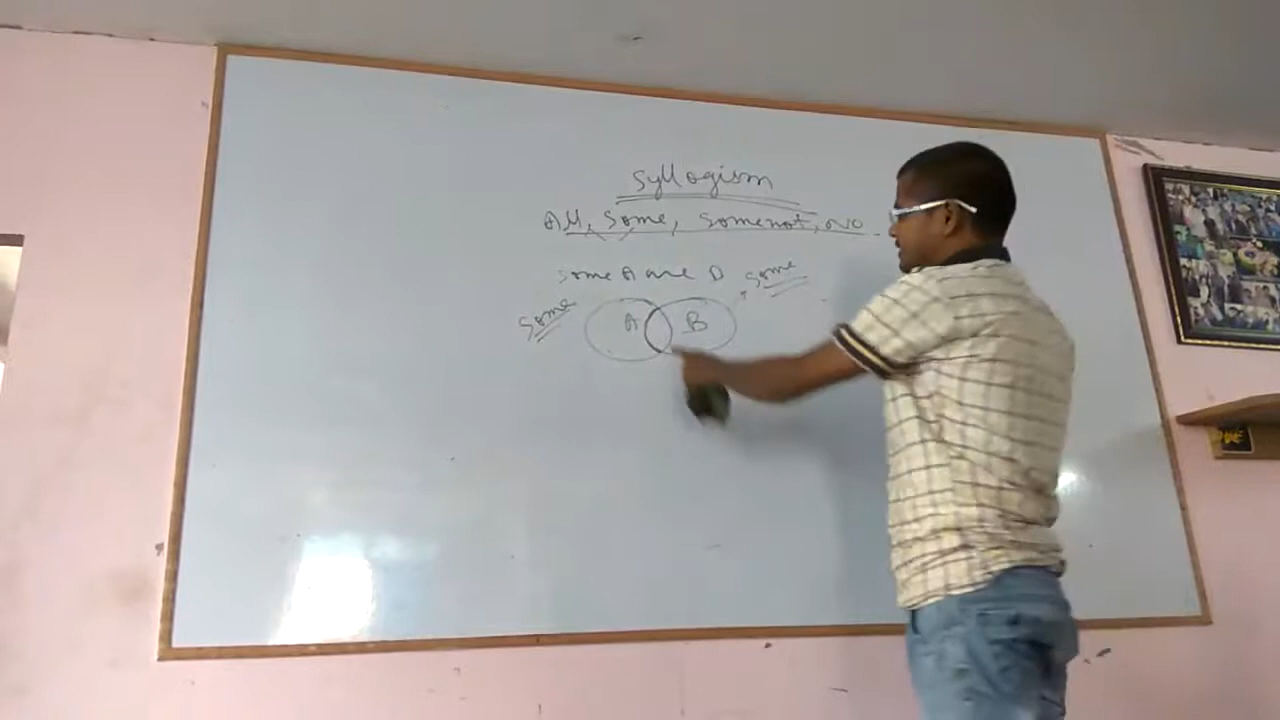 Syllogism
All, Some, Somenot, No
Some A are B
Some
Some
A B